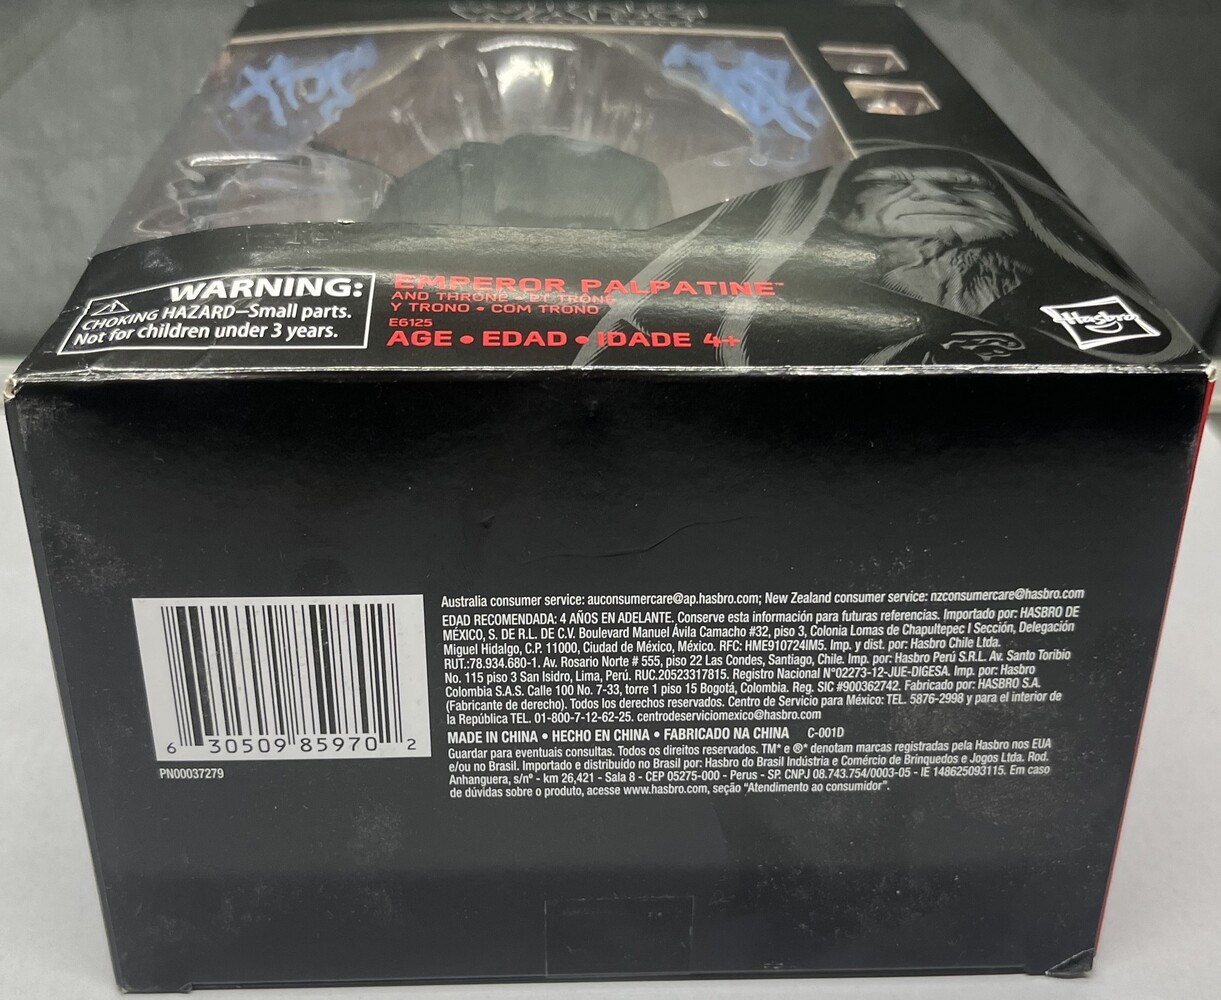 WARNING:
CHOKING HAZARD–Small parts.
Not for children under 3 years.
EMPEROR PALPATINE™
AND THRONE • ET TRÔNE
Y TRONO • COM TRONO
E6125
AGE • EDAD • IDADE 4+
Hasbro
Australia consumer service: auconsumercare@ap.hasbro.com; New Zealand consumer service: nzconsumercare@hasbro.com
EDAD RECOMENDADA: 4 AÑOS EN ADELANTE. Conserve esta información para futuras referencias. Importado por: HASBRO DE
MÉXICO, S. DE R.L. DE C.V. Boulevard Manuel Ávila Camacho #32, piso 3, Colonia Lomas de Chapultepec I Sección, Delegación
Miguel Hidalgo, C.P. 11000, Ciudad de México, México. RFC: HME910724IM5. Imp. y dist. por: Hasbro Chile Ltda.
RUT.:78.934.680-1. Av. Rosario Norte # 555, piso 22 Las Condes, Santiago, Chile. Imp. por: Hasbro Perú S.R.L. Av. Santo Toribio
No. 115 piso 3 San Isidro, Lima, Perú. RUC.20523317815. Registro Nacional N°02273-12-JUE-DIGESA. Imp. por: Hasbro
Colombia S.A.S. Calle 100 No. 7-33, torre 1 piso 15 Bogotá, Colombia. Reg. SIC #900362742. Fabricado por: HASBRO S.A.
(Fabricante de derecho). Todos los derechos reservados. Centro de Servicio para México: TEL. 5876-2998 y para el interior de
la República TEL. 01-800-7-12-62-25. centrodeserviciomexico@hasbro.com
MADE IN CHINA • HECHO EN CHINA • FABRICADO NA CHINA C-001D
Guardar para eventuais consultas. Todos os direitos reservados. TM* e ®* denotam marcas registradas pela Hasbro nos EUA
e/ou no Brasil. Importado e distribuído no Brasil por: Hasbro do Brasil Indústria e Comércio de Brinquedos e Jogos Ltda. Rod.
Anhanguera, s/nº - km 26,421 - Sala 8 - CEP 05275-000 - Perus - SP. CNPJ 08.743.754/0003-05 - IE 148625093115. Em caso
de dúvidas sobre o produto, acesse www.hasbro.com, seção “Atendimento ao consumidor”.
6 30509 85970 2
PN00037279